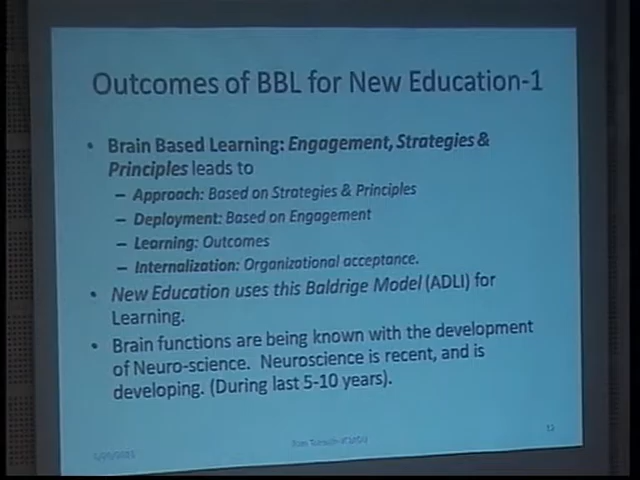 Outcomes of BBL for New Education-1
• Brain Based Learning: Engagement, Strategies &
Principles leads to
– Approach: Based on Strategies & Principles
– Deployment: Based on Engagement
– Learning: Outcomes
– Internalization: Organizational acceptance.
• New Education uses this Baldrige Model (ADLI) for
Learning.
• Brain functions are being known with the development
of Neuro-science. Neuroscience is recent, and is
developing. (During last 5-10 years).
12